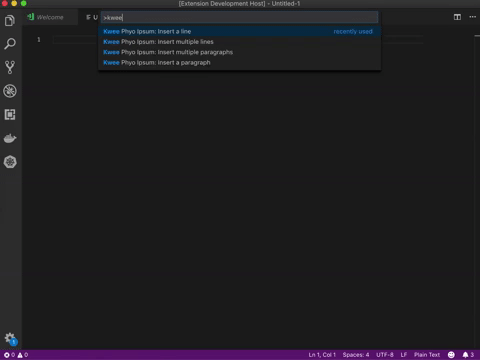 [Extension Development Host] - Untitled-1
Welcome
U
>kwee
Kwee Phyo Ipsum: Insert a line recently used
Kwee Phyo Ipsum: Insert multiple lines
Kwee Phyo Ipsum: Insert multiple paragraphs
Kwee Phyo Ipsum: Insert a paragraph
1
1
0 0 Ln 1, Col 1 Spaces: 4 UTF-8 LF Plain Text 3